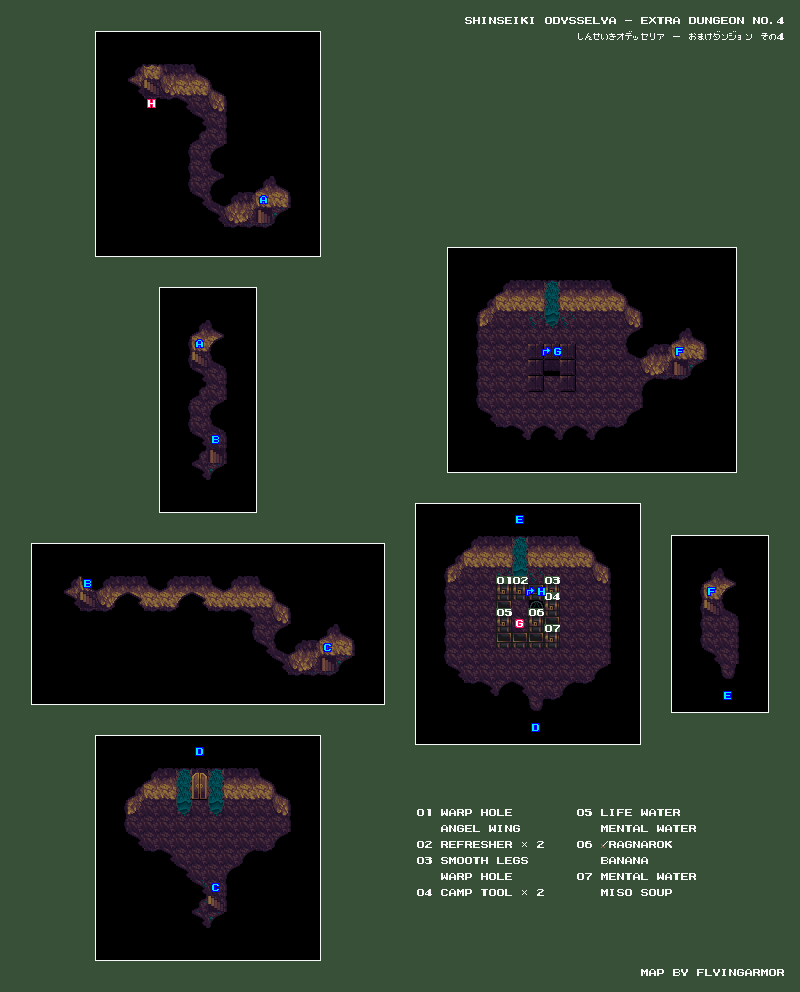 SHINSEIKI ODYSSELYA - EXTRA DUNGEON NO.4
しんせいきオデッセリア ー おまけダンジョン その4
H
A
A
B
G
F
B
C
E
01 02 03
H
04
05 06
G
07
D
F
E
D
C
01 WARP HOLE
ANGEL WING
02 REFRESHER × 2
03 SMOOTH LEGS
WARP HOLE
04 CAMP TOOL × 2
05 LIFE WATER
MENTAL WATER
06 /RAGNAROK
BANANA
07 MENTAL WATER
MISO SOUP
MAP BY FLYINGARMOR